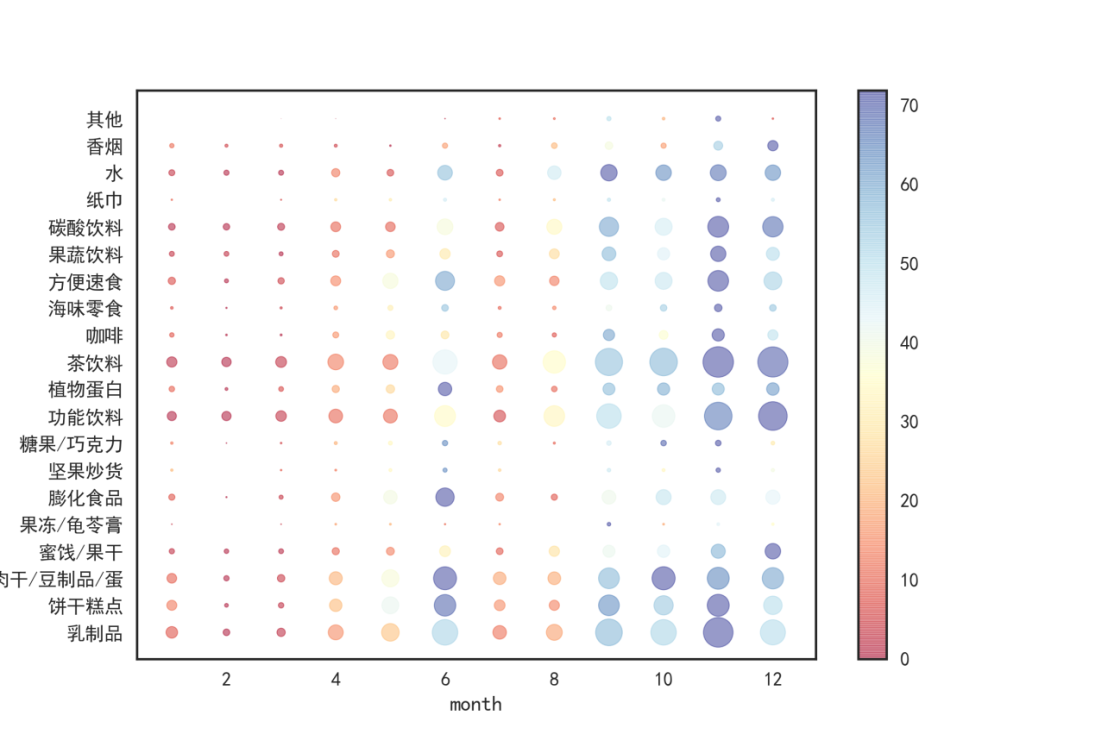 其他
香烟
水
纸巾
碳酸饮料
果蔬饮料
方便速食
海味零食
咖啡
茶饮料
植物蛋白
功能饮料
糖果/巧克力
坚果炒货
膨化食品
果冻/龟苓膏
蜜饯/果干
肉干/豆制品/蛋
饼干糕点
乳制品
2 4 6 8 10 12
month
70
60
50
40
30
20
10
0